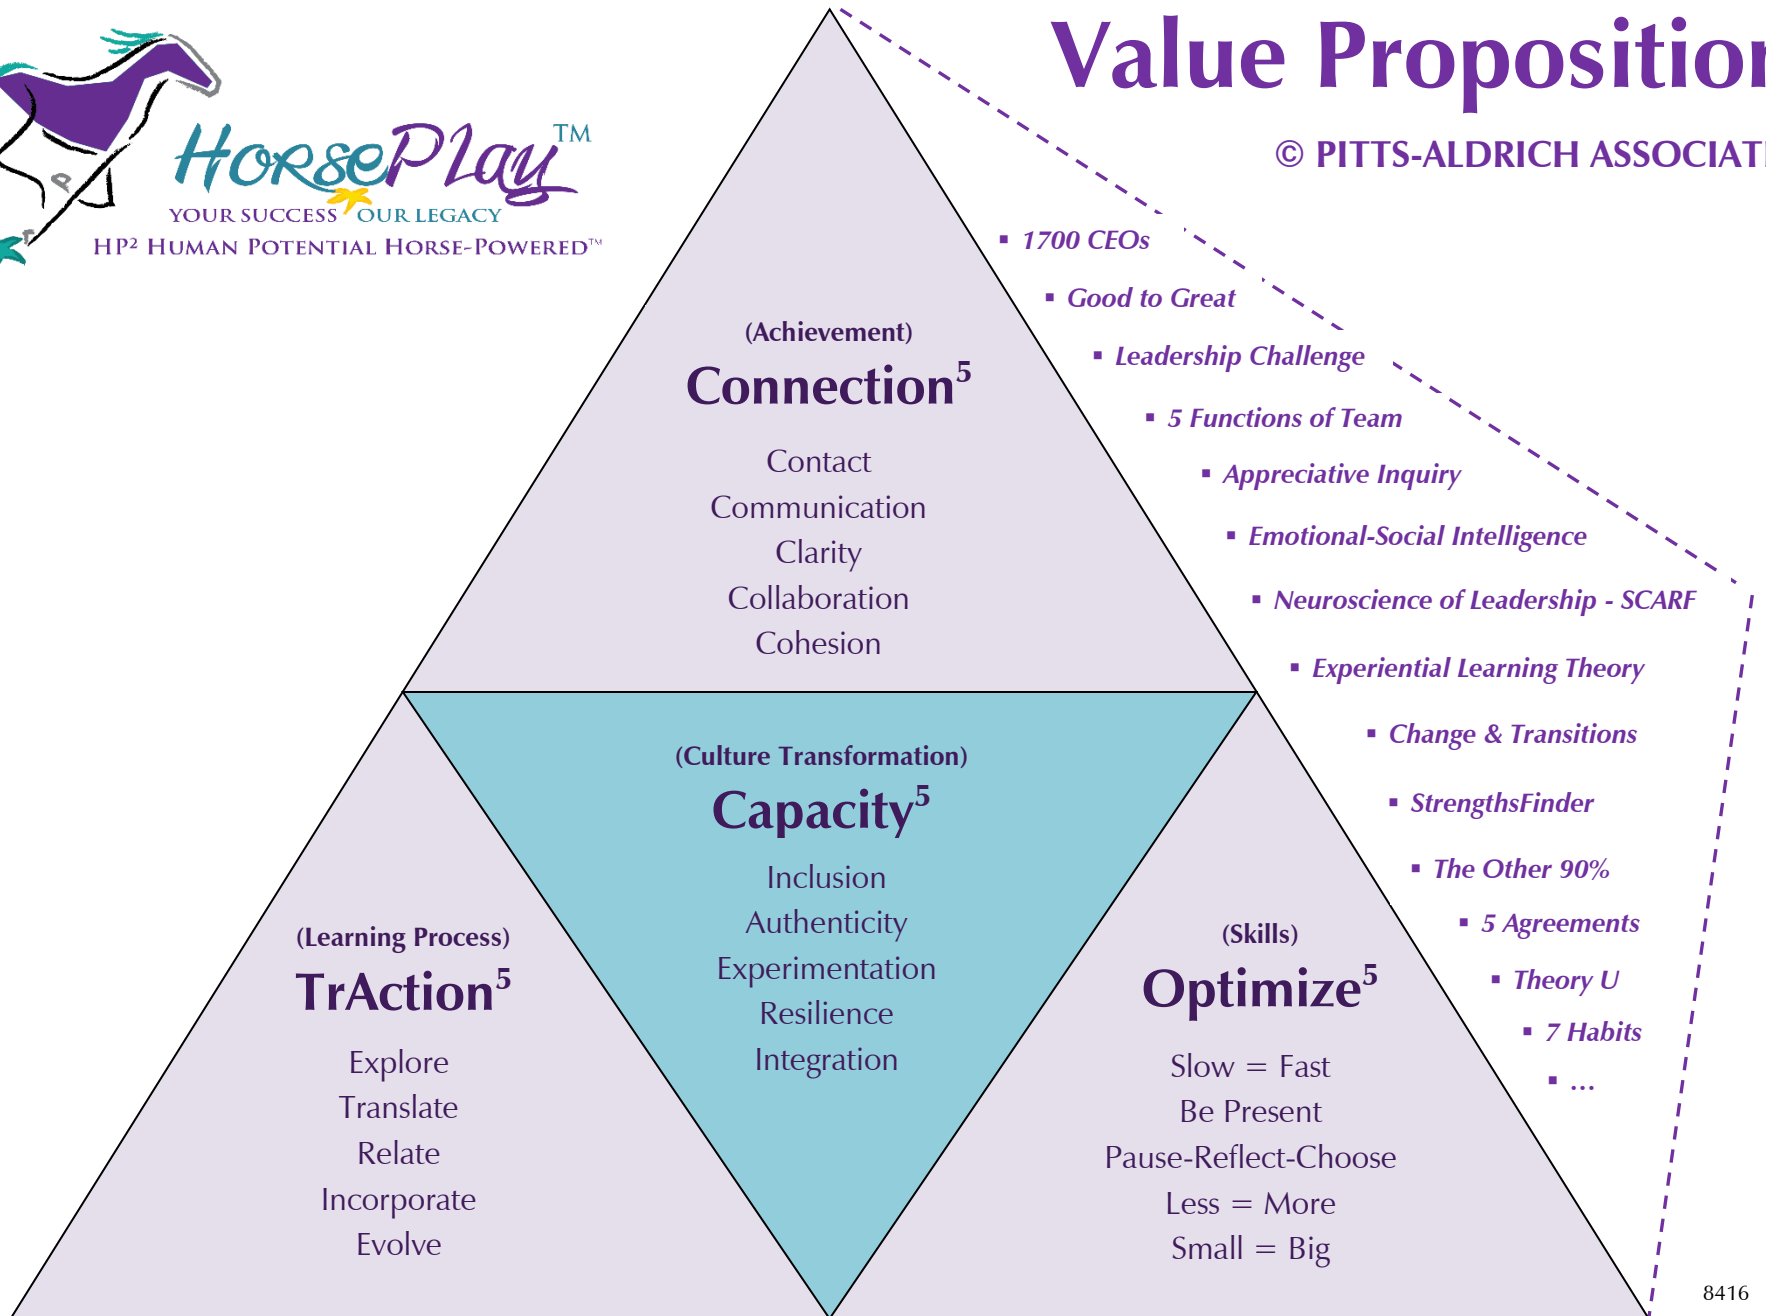 Value Proposition
© PITTS-ALDRICH ASSOCIATE
HorsePLay™
YOUR SUCCESS OUR LEGACY
HP² HUMAN POTENTIAL HORSE-POWERED™
(Achievement)
Connection⁵
Contact
Communication
Clarity
Collaboration
Cohesion
(Culture Transformation)
Capacity⁵
Inclusion
Authenticity
Experimentation
Resilience
Integration
(Learning Process)
TrAction⁵
Explore
Translate
Relate
Incorporate
Evolve
(Skills)
Optimize⁵
Slow = Fast
Be Present
Pause-Reflect-Choose
Less = More
Small = Big
▪ 1700 CEOs
▪ Good to Great
▪ Leadership Challenge
▪ 5 Functions of Team
▪ Appreciative Inquiry
▪ Emotional-Social Intelligence
▪ Neuroscience of Leadership - SCARF
▪ Experiential Learning Theory
▪ Change & Transitions
▪ StrengthsFinder
▪ The Other 90%
▪ 5 Agreements
▪ Theory U
▪ 7 Habits
▪ ...
8416